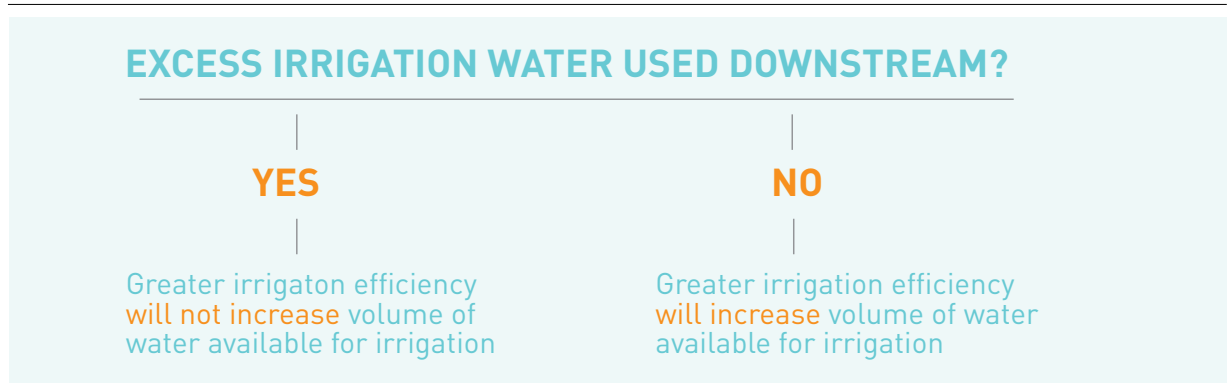 EXCESS IRRIGATION WATER USED DOWNSTREAM?
YES
Greater irrigaton efficiency
will not increase volume of
water available for irrigation
NO
Greater irrigation efficiency
will increase volume of water
available for irrigation